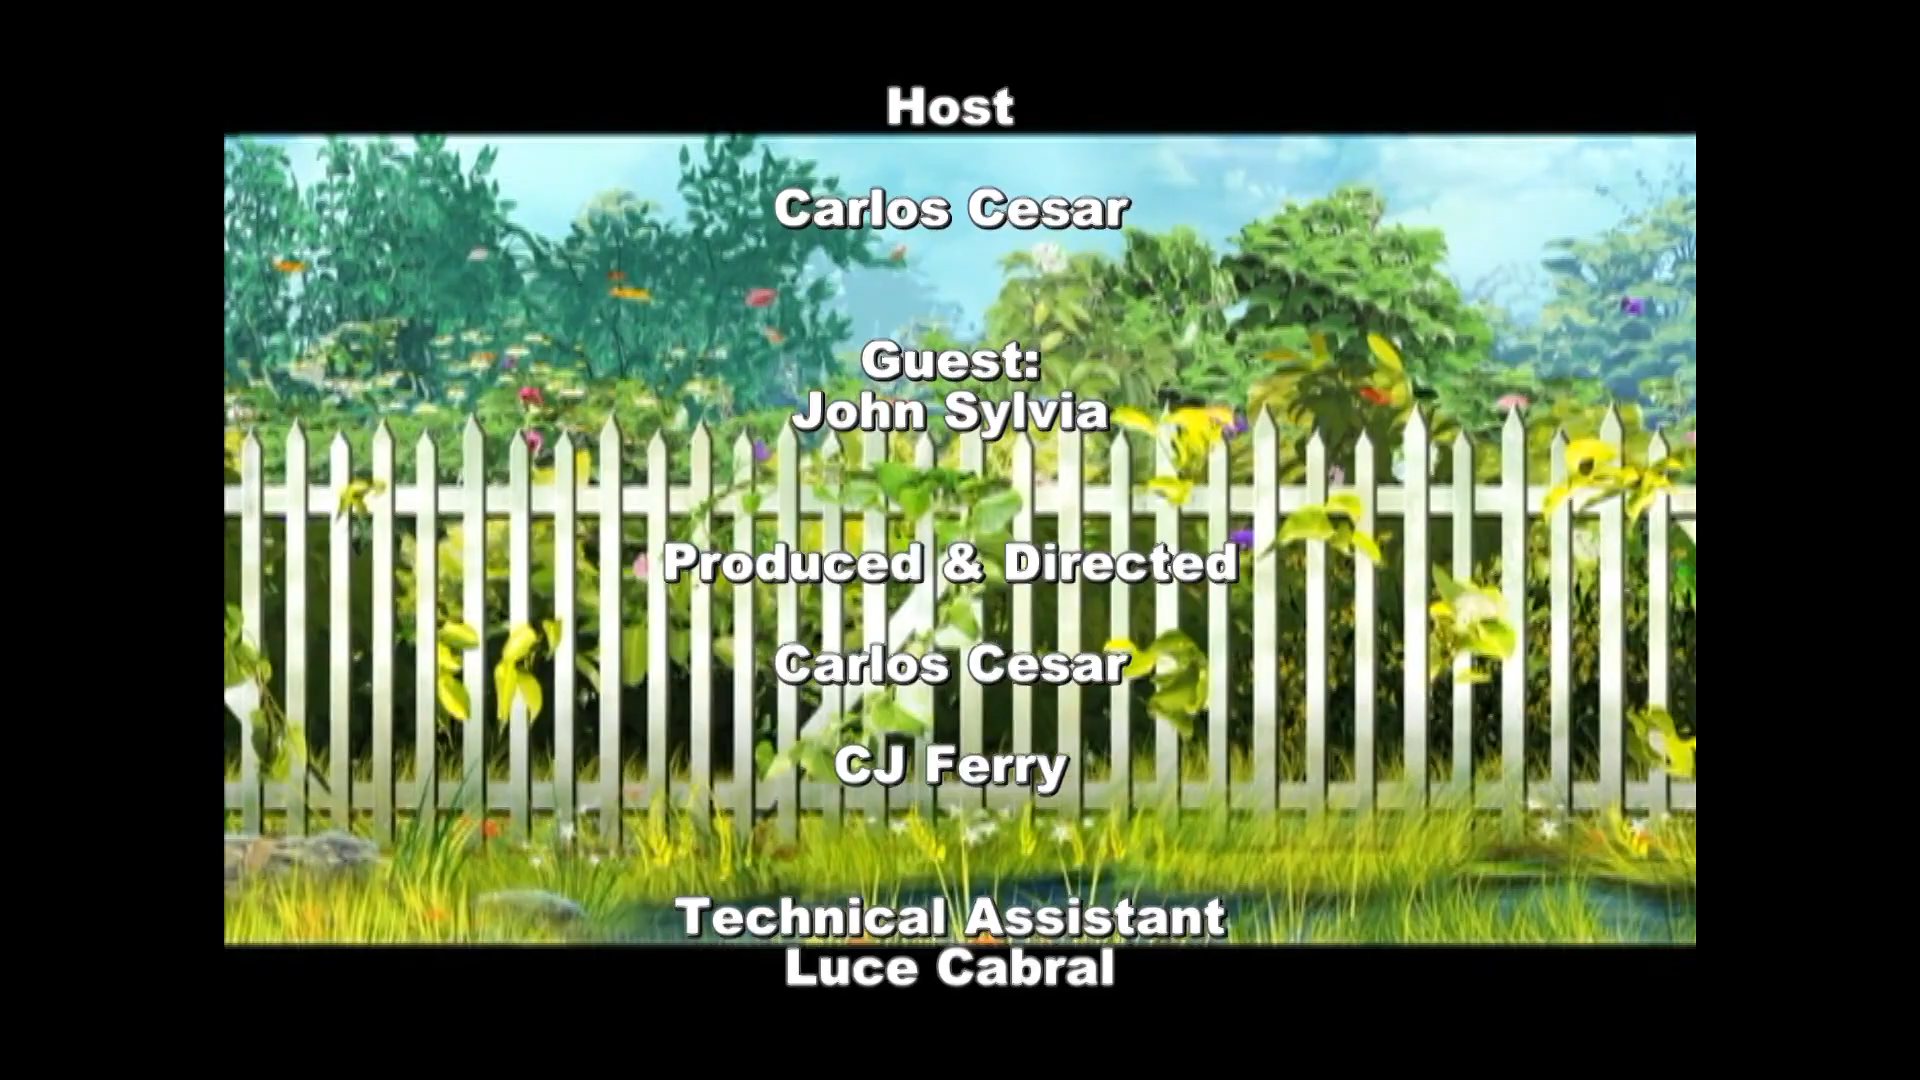 Host
Carlos Cesar
Guest:
John Sylvia
Produced & Directed
Carlos Cesar
CJ Ferry
Technical Assistant
Luce Cabral